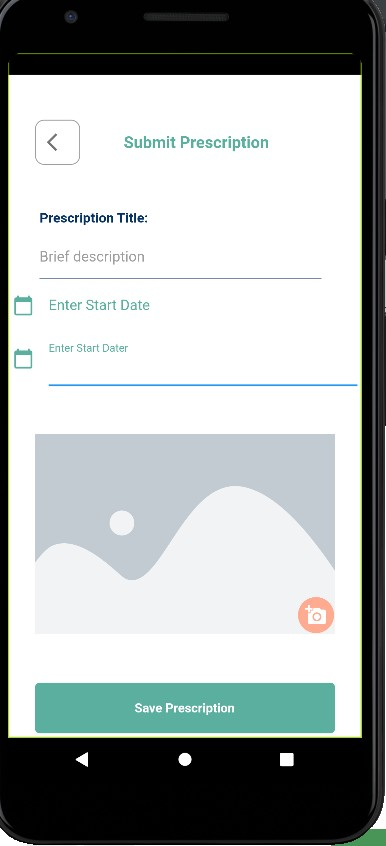 Submit Prescription
Prescription Title:
Brief description
Enter Start Date
Enter Start Dater
Save Prescription